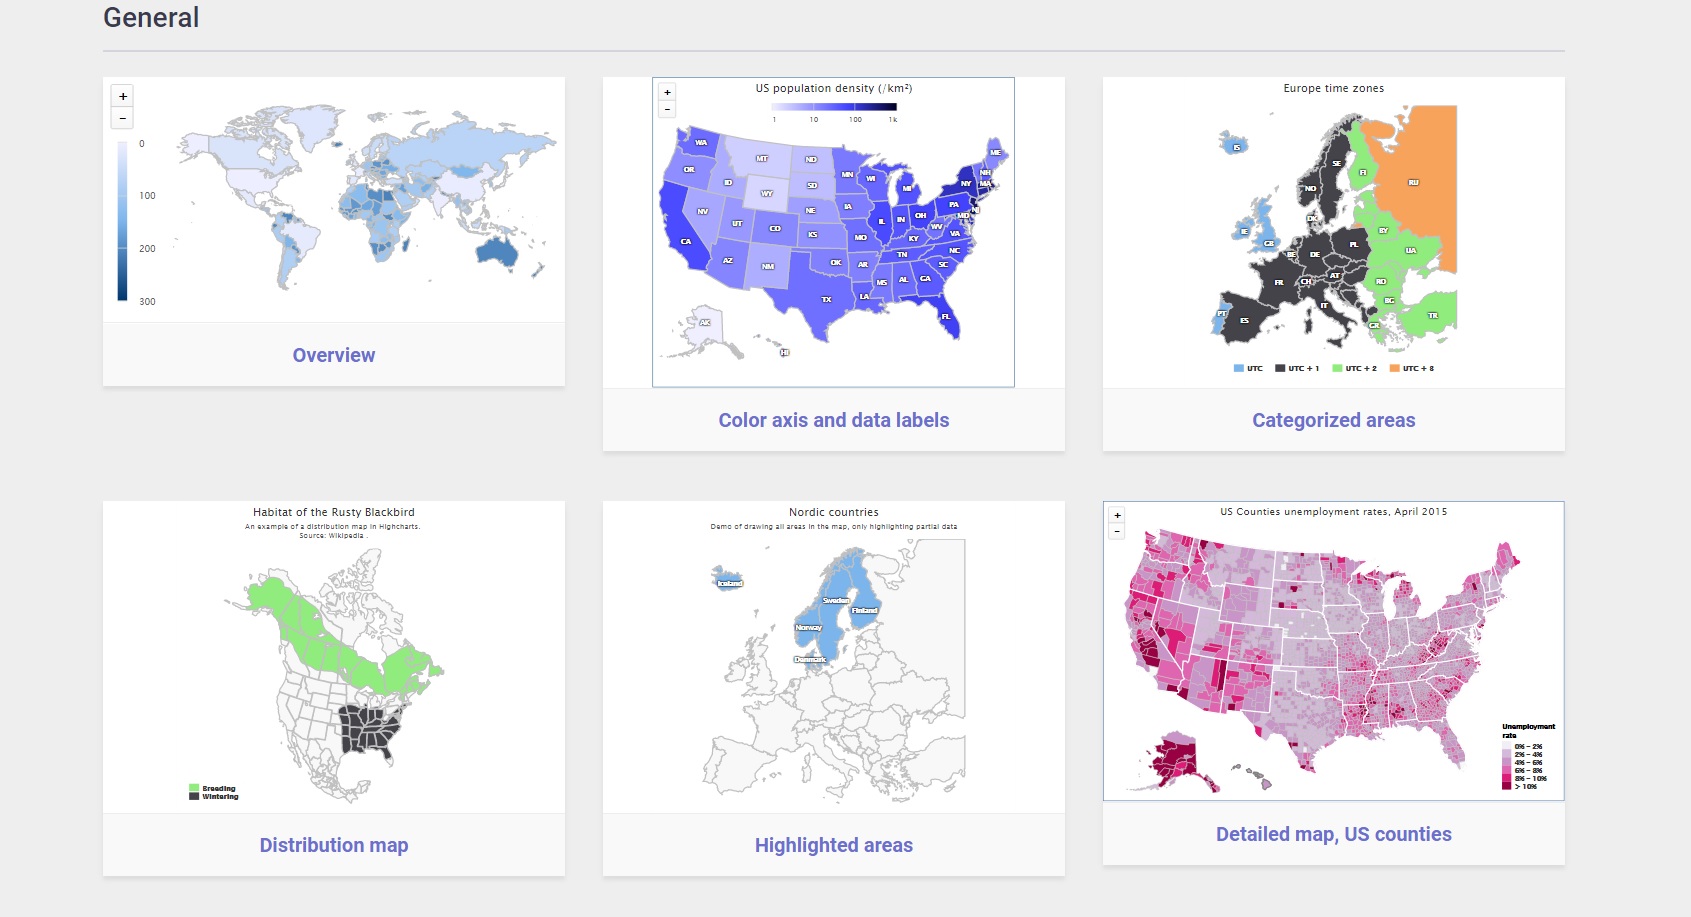 General
+
−
0
100
200
300
Overview
US population density (/km²)
+
−
1 10 100 1k
WA
MT
ND
ME
OR
MN
ID
SD
WI
NH
NY
MA
MI
WY
IA
PA
NJ
NV
NE
OH
MD
UT
IL
IN
CO
WV
VA
KS
MO
KY
CA
NC
TN
AZ
OK
AR
SC
NM
MS
AL
GA
TX
LA
FL
AK
HI
Color axis and data labels
Europe time zones
IS
SE
FI
RU
NO
DK
IE
BY
GB
PL
UA
BE
DE
AT
FR
CH
RO
BG
IT
PT
ES
GR
TR
UTC UTC + 1 UTC + 2 UTC + 3
Categorized areas
Habitat of the Rusty Blackbird
An example of a distribution map in Highcharts.
Source: Wikipedia .
Breeding
Wintering
Distribution map
Nordic countries
Demo of drawing all areas in the map, only highlighting partial data
Iceland
Sweden
Finland
Norway
Denmark
Highlighted areas
US Counties unemployment rates, April 2015
+
−
Unemployment
rate
0% – 2%
2% – 4%
4% – 6%
6% – 8%
8% – 10%
> 10%
Detailed map, US counties